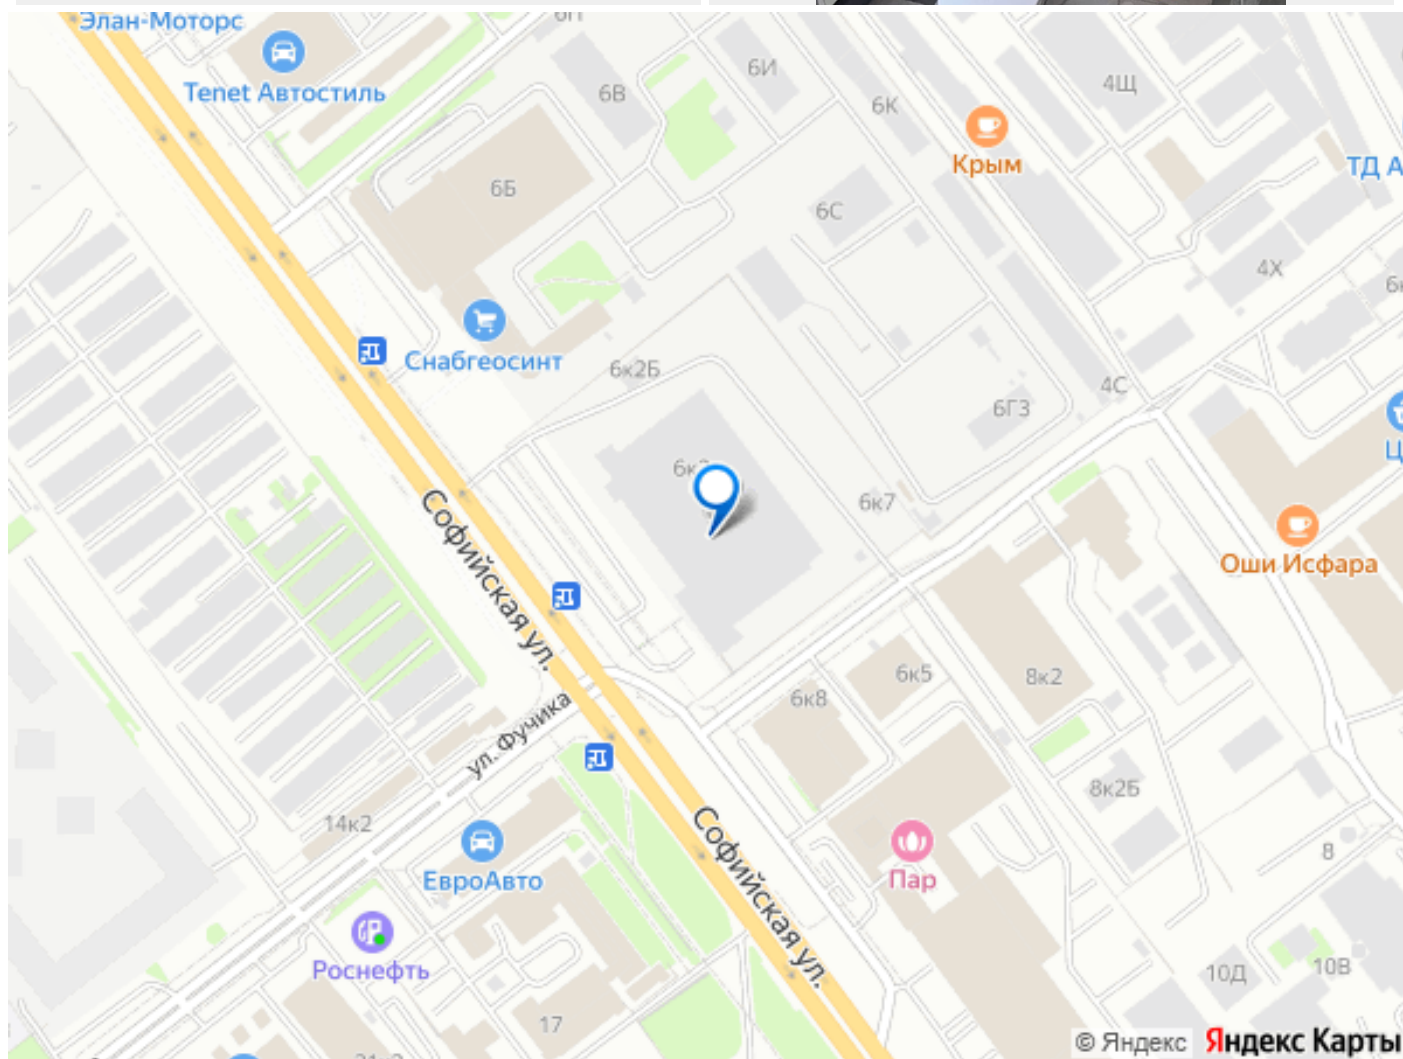 Элан-Моторс
Tenet Автостиль
6В
6И
6К
4Щ
Крым
6Б
6С
4Х
Снабгеосинт
6к2Б
6ГЗ
4С
6к7
Оши Исфара
Софийская ул.
ул. Фучика
6к8
6к5
8к2
8к2Б
14к2
ЕвроАвто
Пар
8
Софийская ул.
Роснефть
10Д
10В
17
© Яндекс Яндекс Карты